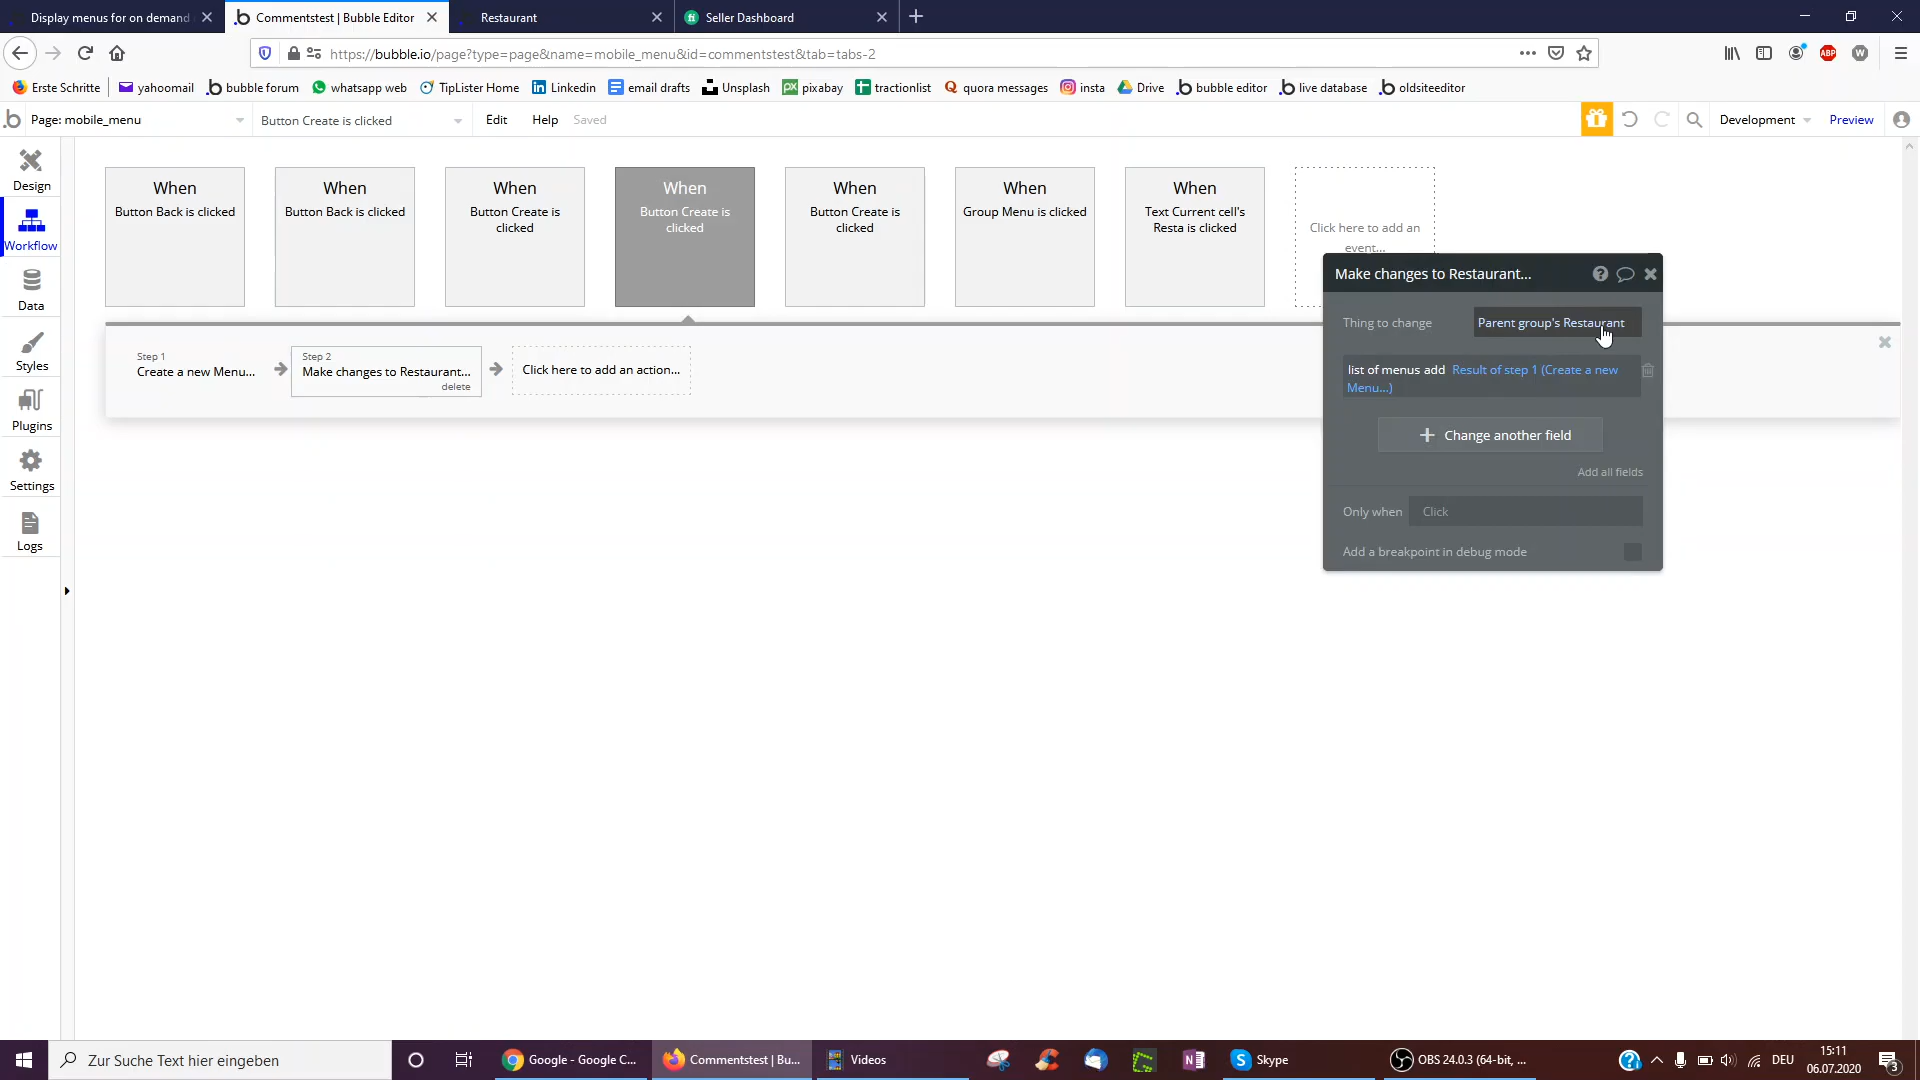 Display menus for on demand
Commentstest | Bubble Editor
Restaurant
Seller Dashboard
https://bubble.io/page?type=page&name=mobile_menu&id=commentstest&tab=tabs-2
Erste Schritte
yahoomail
bubble forum
whatsapp web
TipLister Home
Linkedin
email drafts
Unsplash
pixabay
tractionlist
quora messages
insta
Drive
bubble editor
live database
oldsiteeditor
Page: mobile_menu
Button Create is clicked
Edit
Help
Saved
Development
Preview
Design
Workflow
Data
Styles
Plugins
Settings
Logs
When
Button Back is clicked
When
Button Back is clicked
When
Button Create is
clicked
When
Button Create is
clicked
When
Button Create is
clicked
When
Group Menu is clicked
When
Text Current cell's
Resta is clicked
Click here to add an
event...
Step 1
Create a new Menu...
Step 2
Make changes to Restaurant...
delete
Click here to add an action...
Make changes to Restaurant...
Thing to change
Parent group's Restaurant
list of menus add Result of step 1 (Create a new
Menu...)
Change another field
Add all fields
Only when
Click
Add a breakpoint in debug mode
Zur Suche Text hier eingeben
Google - Google C...
Commentstest | Bu...
Videos
Skype
OBS 24.0.3 (64-bit, ...
DEU
15:11
06.07.2020
3